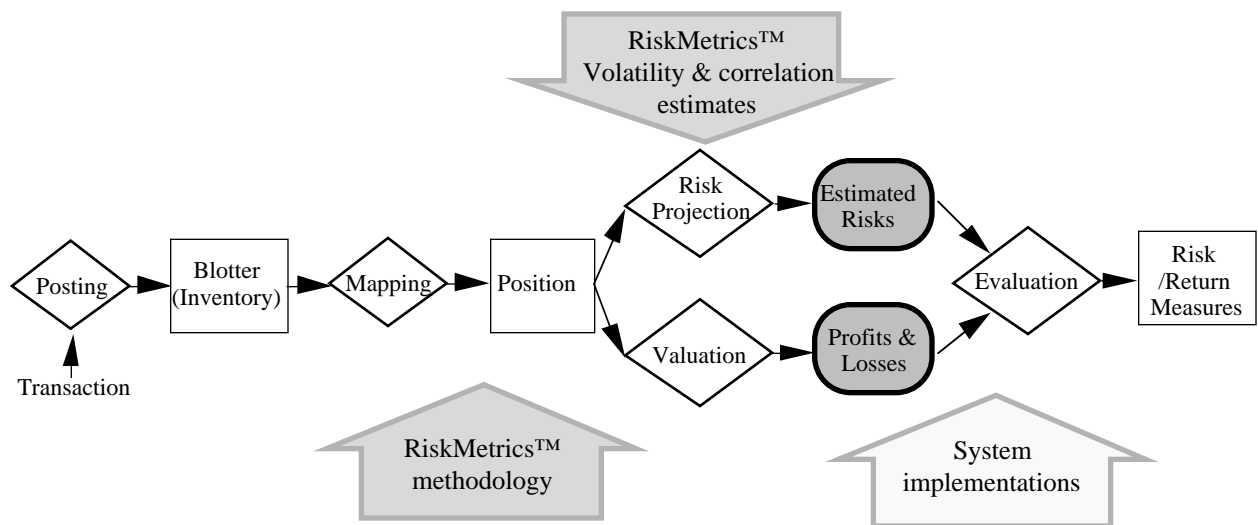 RiskMetrics™
Volatility & correlation
estimates
Risk
Projection
Estimated
Risks
Posting
Blotter
(Inventory)
Mapping
Position
Evaluation
Risk
/Return
Measures
Valuation
Profits &
Losses
Transaction
RiskMetrics™
methodology
System
implementations